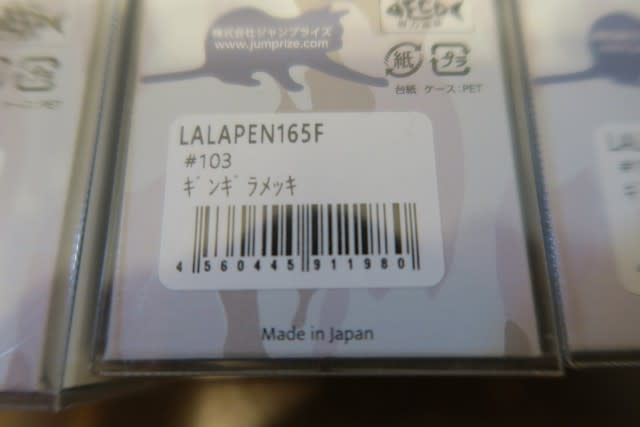 株式会社ジャンプライズ
www.jumprize.com
紙
プラ
台紙 ケース:PET
LALAPEN165F
#103
ギンギラメッキ
4 560445 911980
Made in Japan